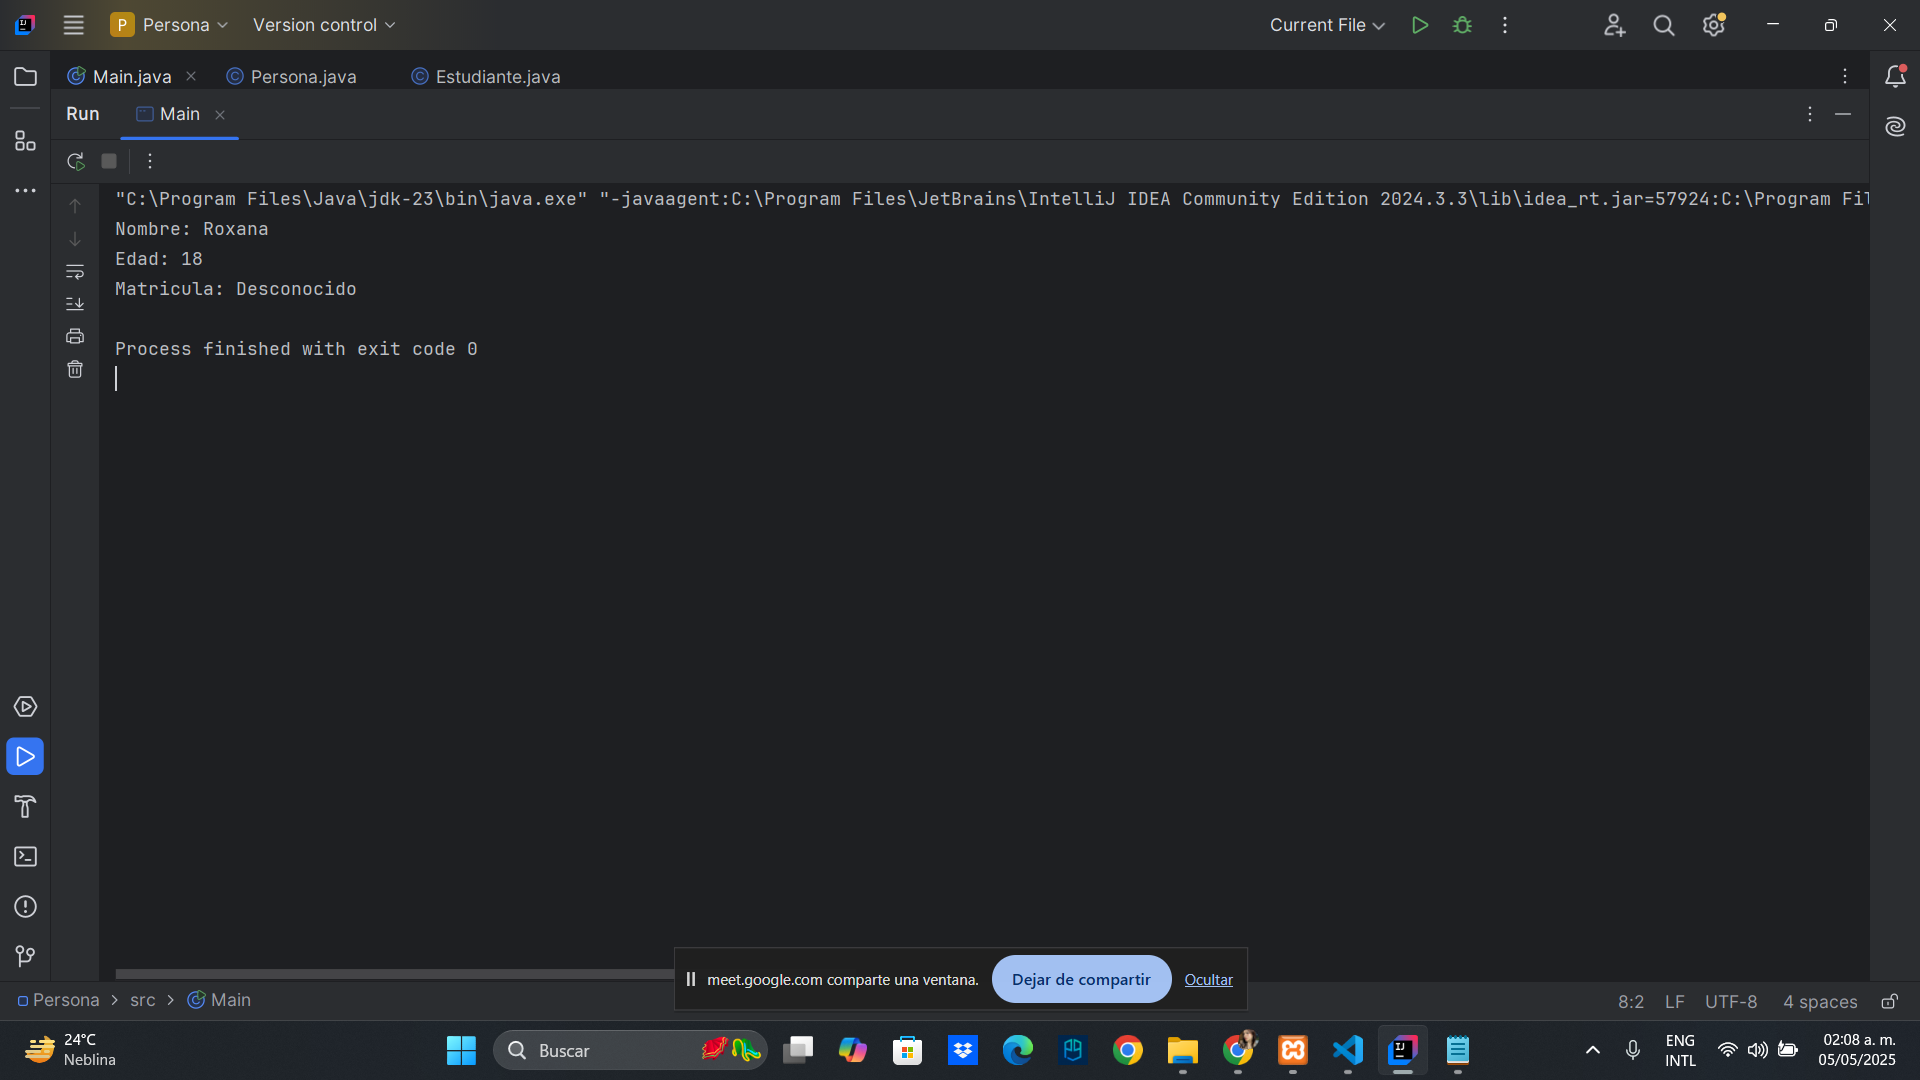 P Persona Version control Current File
Main.java Persona.java Estudiante.java
Run Main
"C:\Program Files\Java\jdk-23\bin\java.exe" "-javaagent:C:\Program Files\JetBrains\IntelliJ IDEA Community Edition 2024.3.3\lib\idea_rt.jar=57924:C:\Program Fil
Nombre: Roxana
Edad: 18
Matricula: Desconocido
Process finished with exit code 0
meet.google.com comparte una ventana. Dejar de compartir Ocultar
Persona > src > Main 8:2 LF UTF-8 4 spaces
24°C
Neblina
Buscar
ENG
INTL
02:08 a. m.
05/05/2025